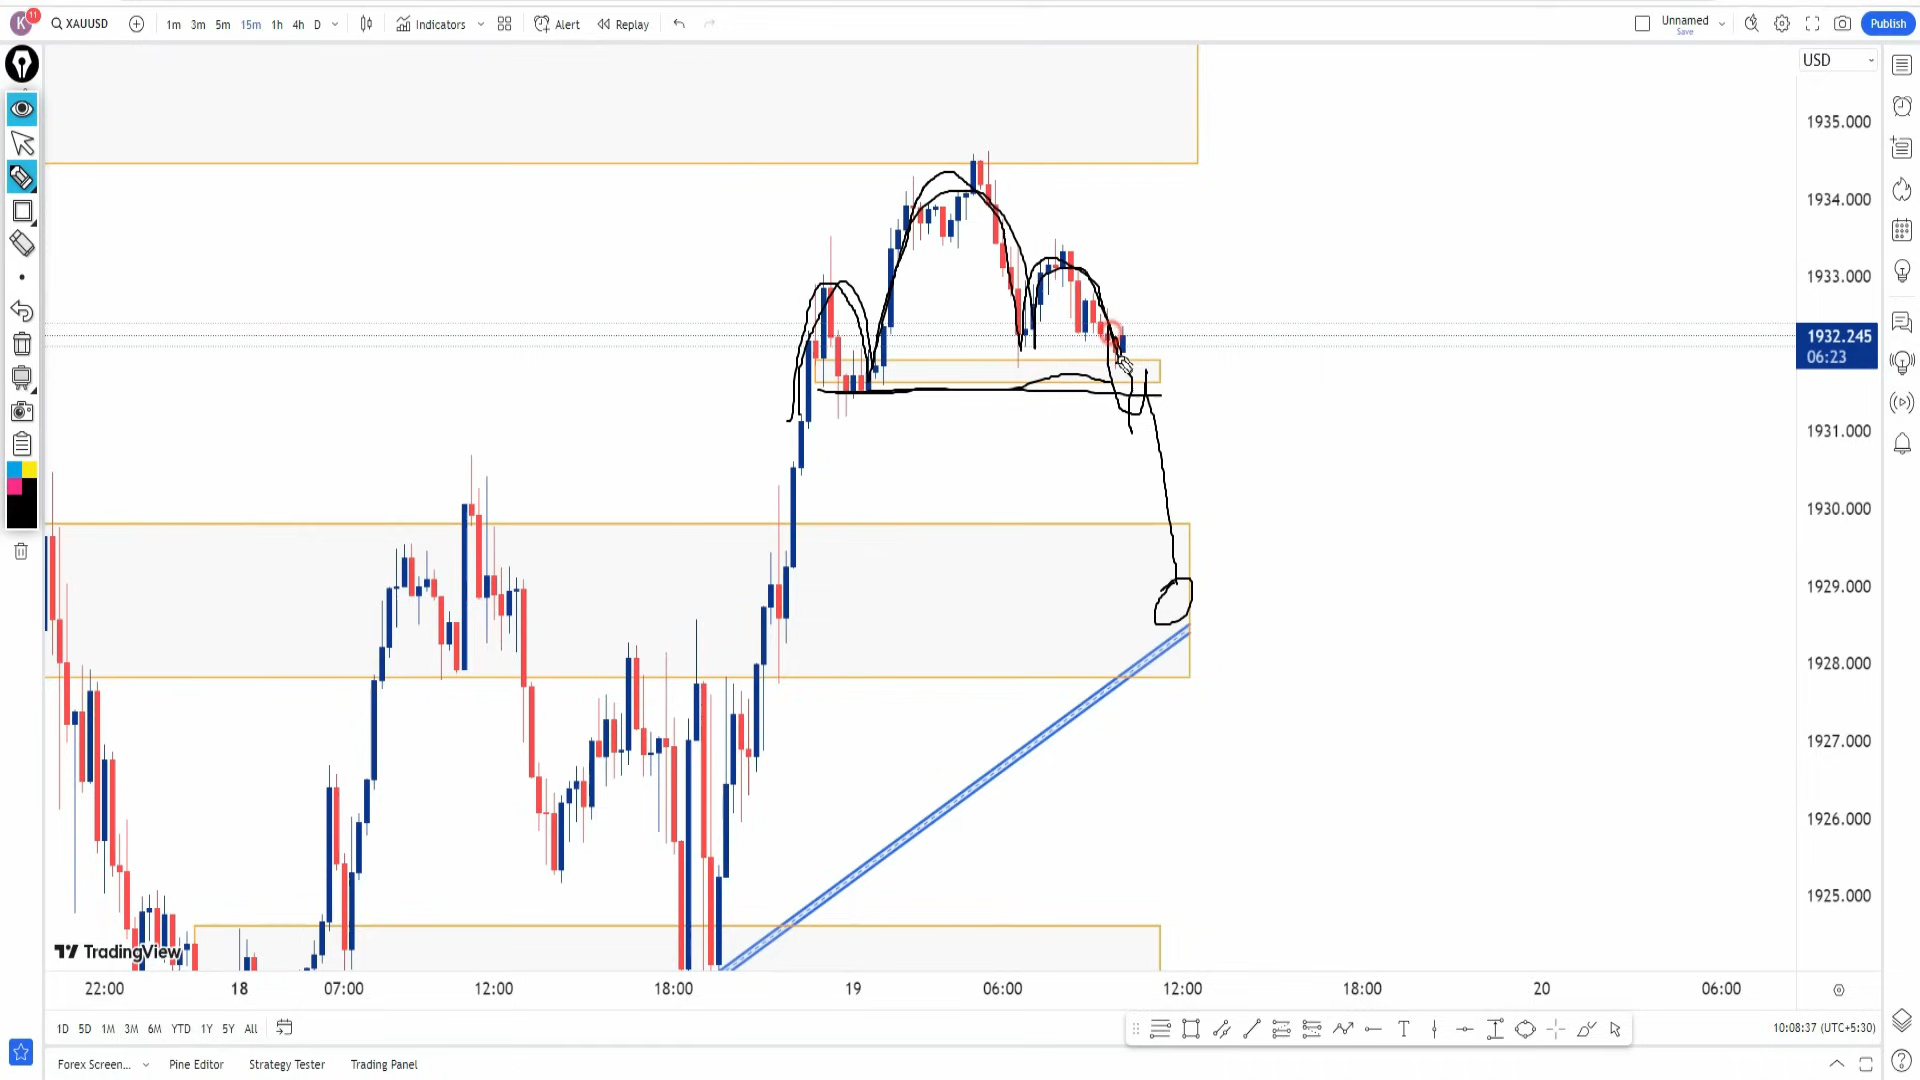 K 11 XAUUSD 1m 3m 5m 15m 1h 4h D Indicators Alert Replay Unnamed Save Publish
USD
1935.000
1934.000
1933.000
1932.245
06:23
1931.000
1930.000
1929.000
1928.000
1927.000
1926.000
1925.000
TradingView
22:00 18 07:00 12:00 18:00 19 06:00 12:00 18:00 20 06:00
1D 5D 1M 3M 6M YTD 1Y 5Y All T 10:08:37 (UTC+5:30)
Forex Screen... Pine Editor Strategy Tester Trading Panel